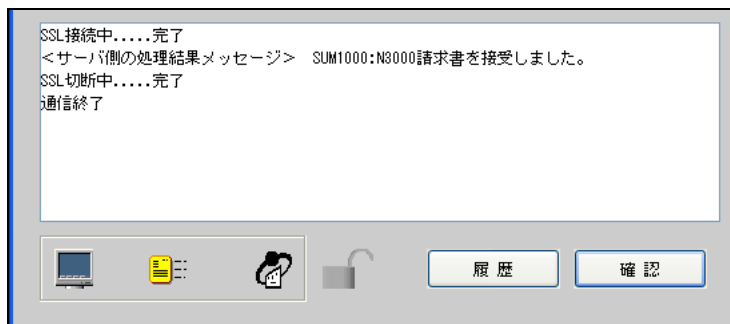 SSL接続中.....完了
<サーバ側の処理結果メッセージ>　SUM1000:N3000請求書を接受しました。
SSL切断中.....完了
通信終了
履 歴
確 認